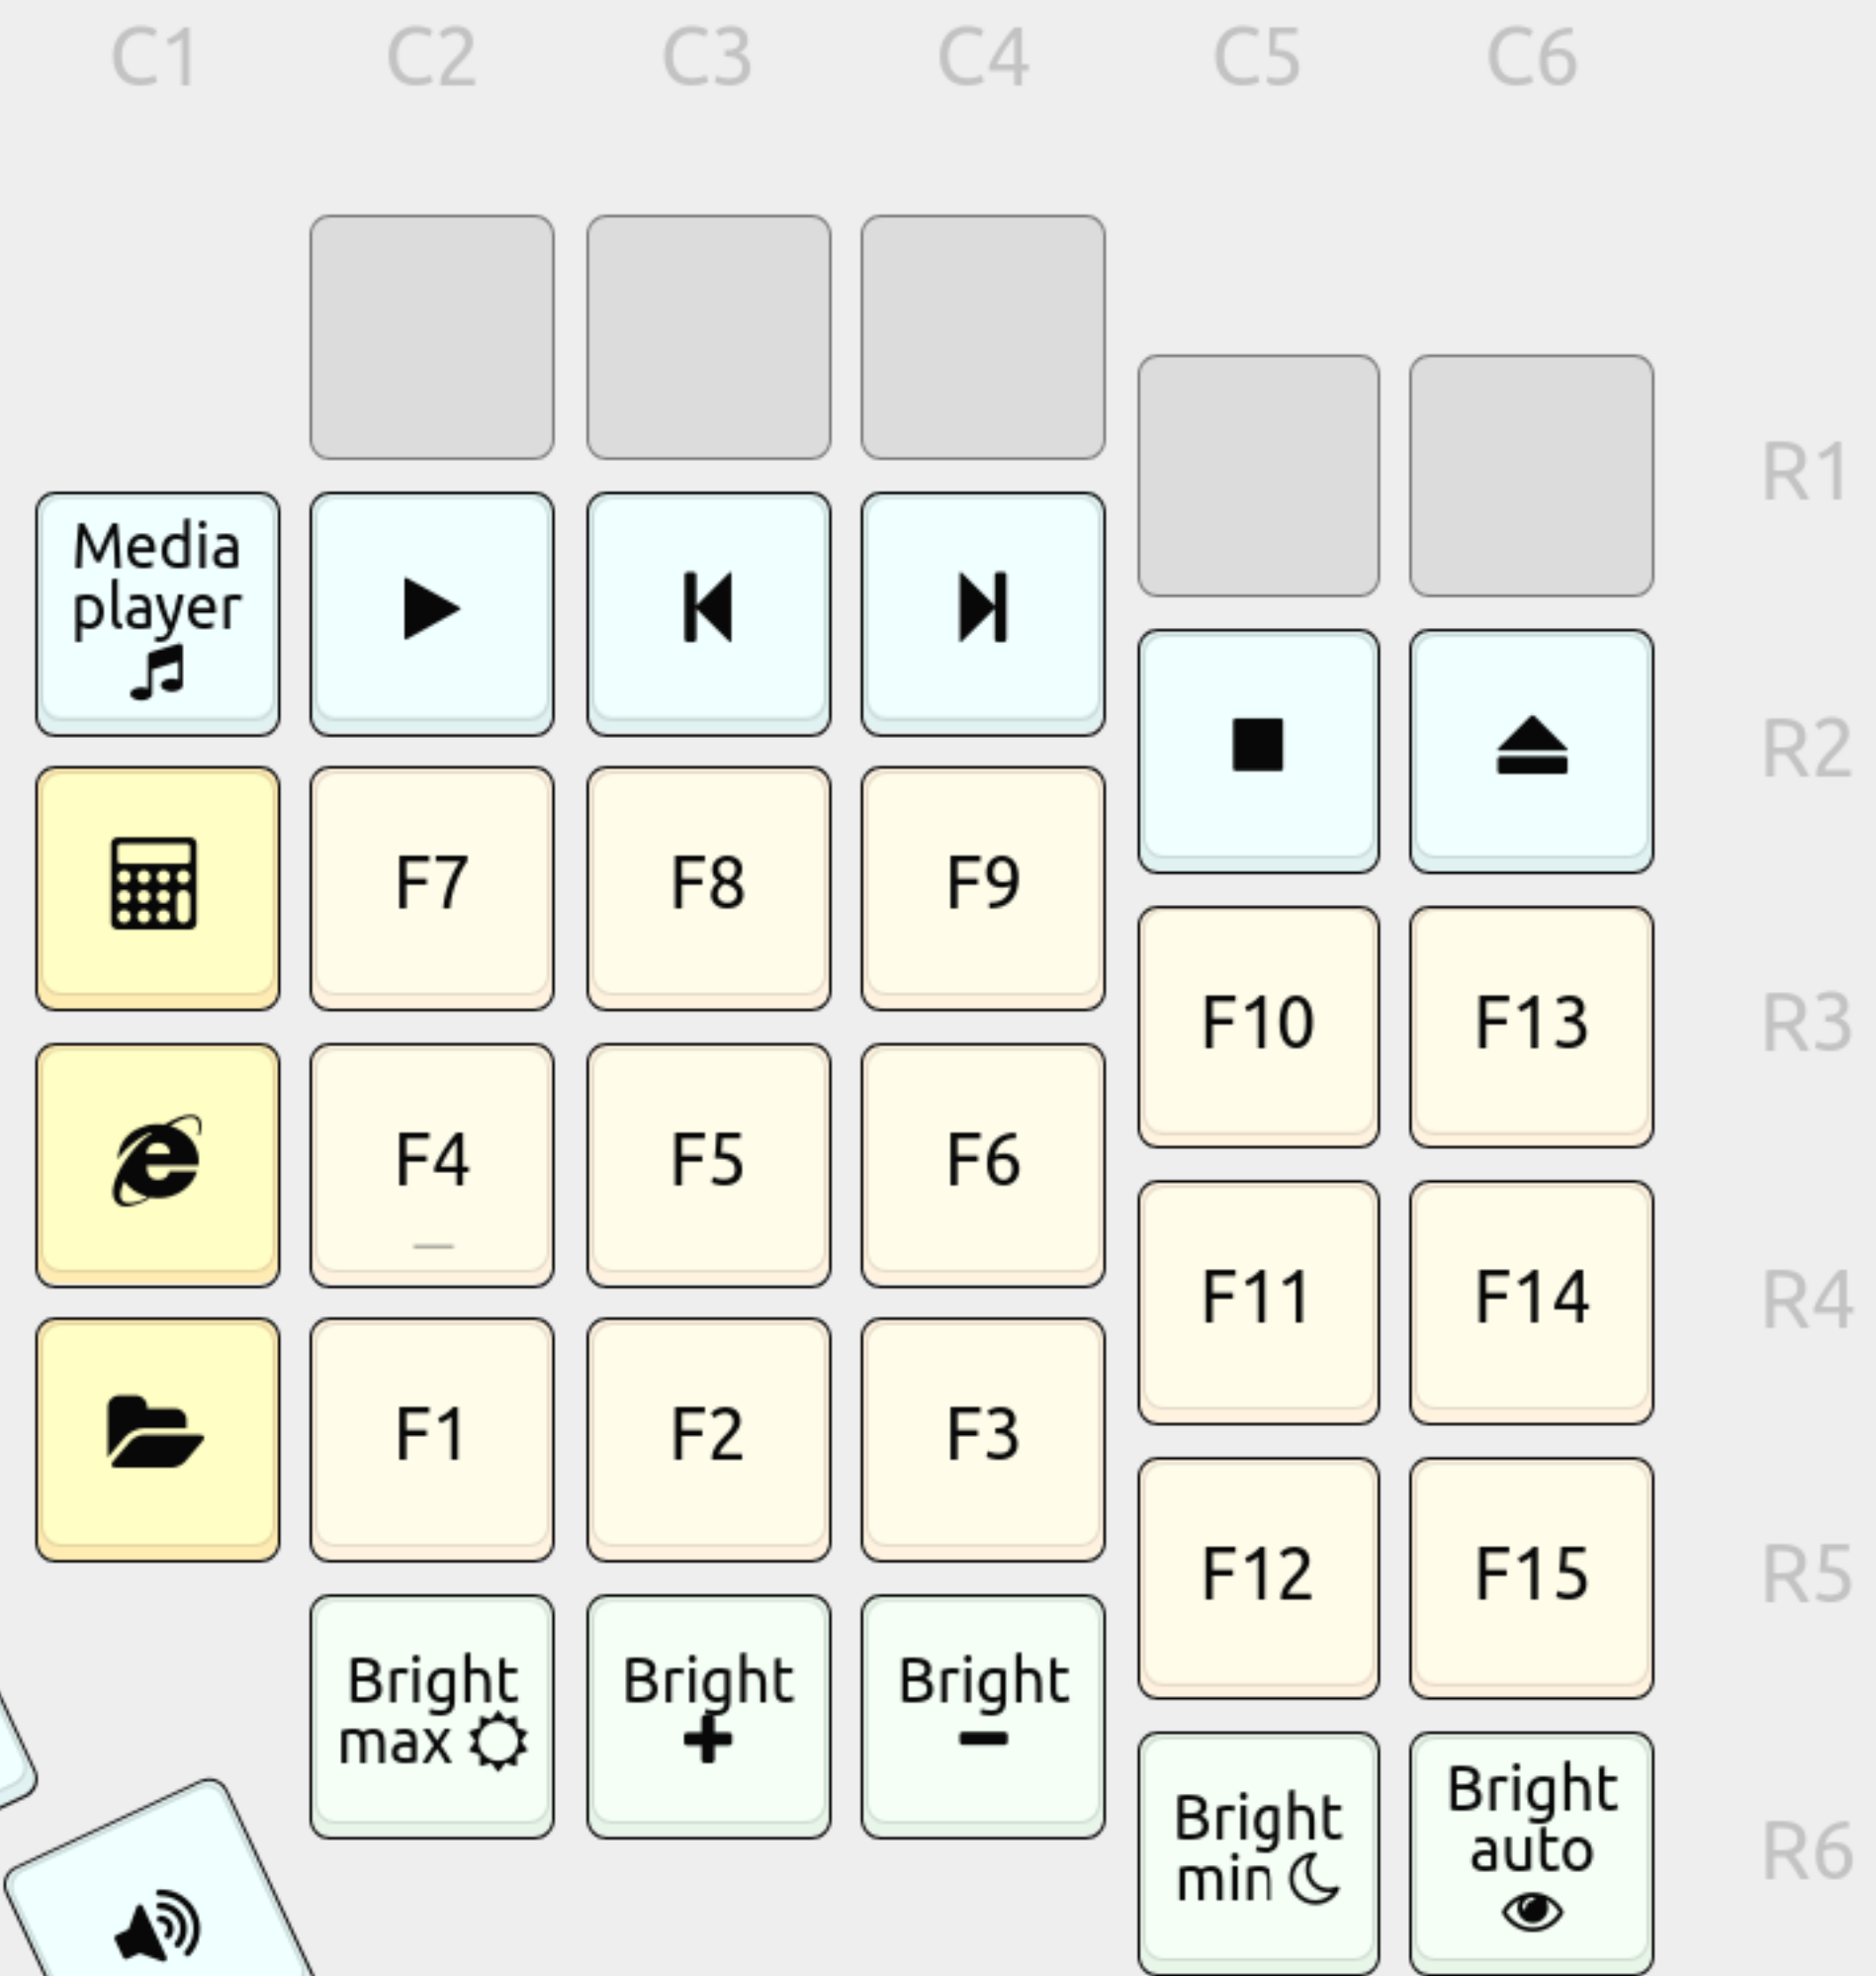 C1 C2 C3 C4 C5 C6
R1
Media
player
R2
F7 F8 F9
F10 F13 R3
F4 F5 F6
F11 F14 R4
F1 F2 F3
F12 F15 R5
Bright
max
Bright
+
Bright
−
Bright
min
Bright
auto
R6